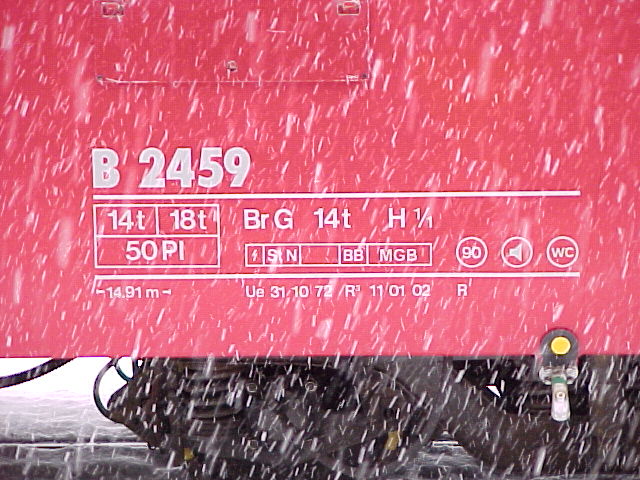 B 2459
14t 18t BrG 14t H 1/1
50 Pl S N BB MGB 90 WC
14.91 m Ue 31 10 72 R³ 11 01 02 R